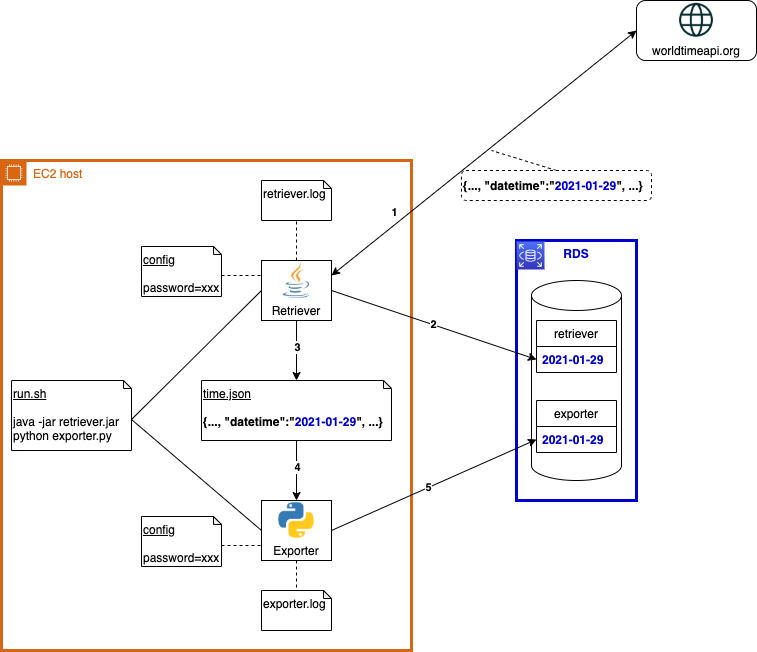 worldtimeapi.org
EC2 host
{..., "datetime":"2021-01-29", ...}
retriever.log
1
config
password=xxx
RDS
Retriever
2
retriever
2021-01-29
3
run.sh
java -jar retriever.jar
python exporter.py
time.json
{..., "datetime":"2021-01-29", ...}
exporter
2021-01-29
4
5
config
password=xxx
Exporter
exporter.log